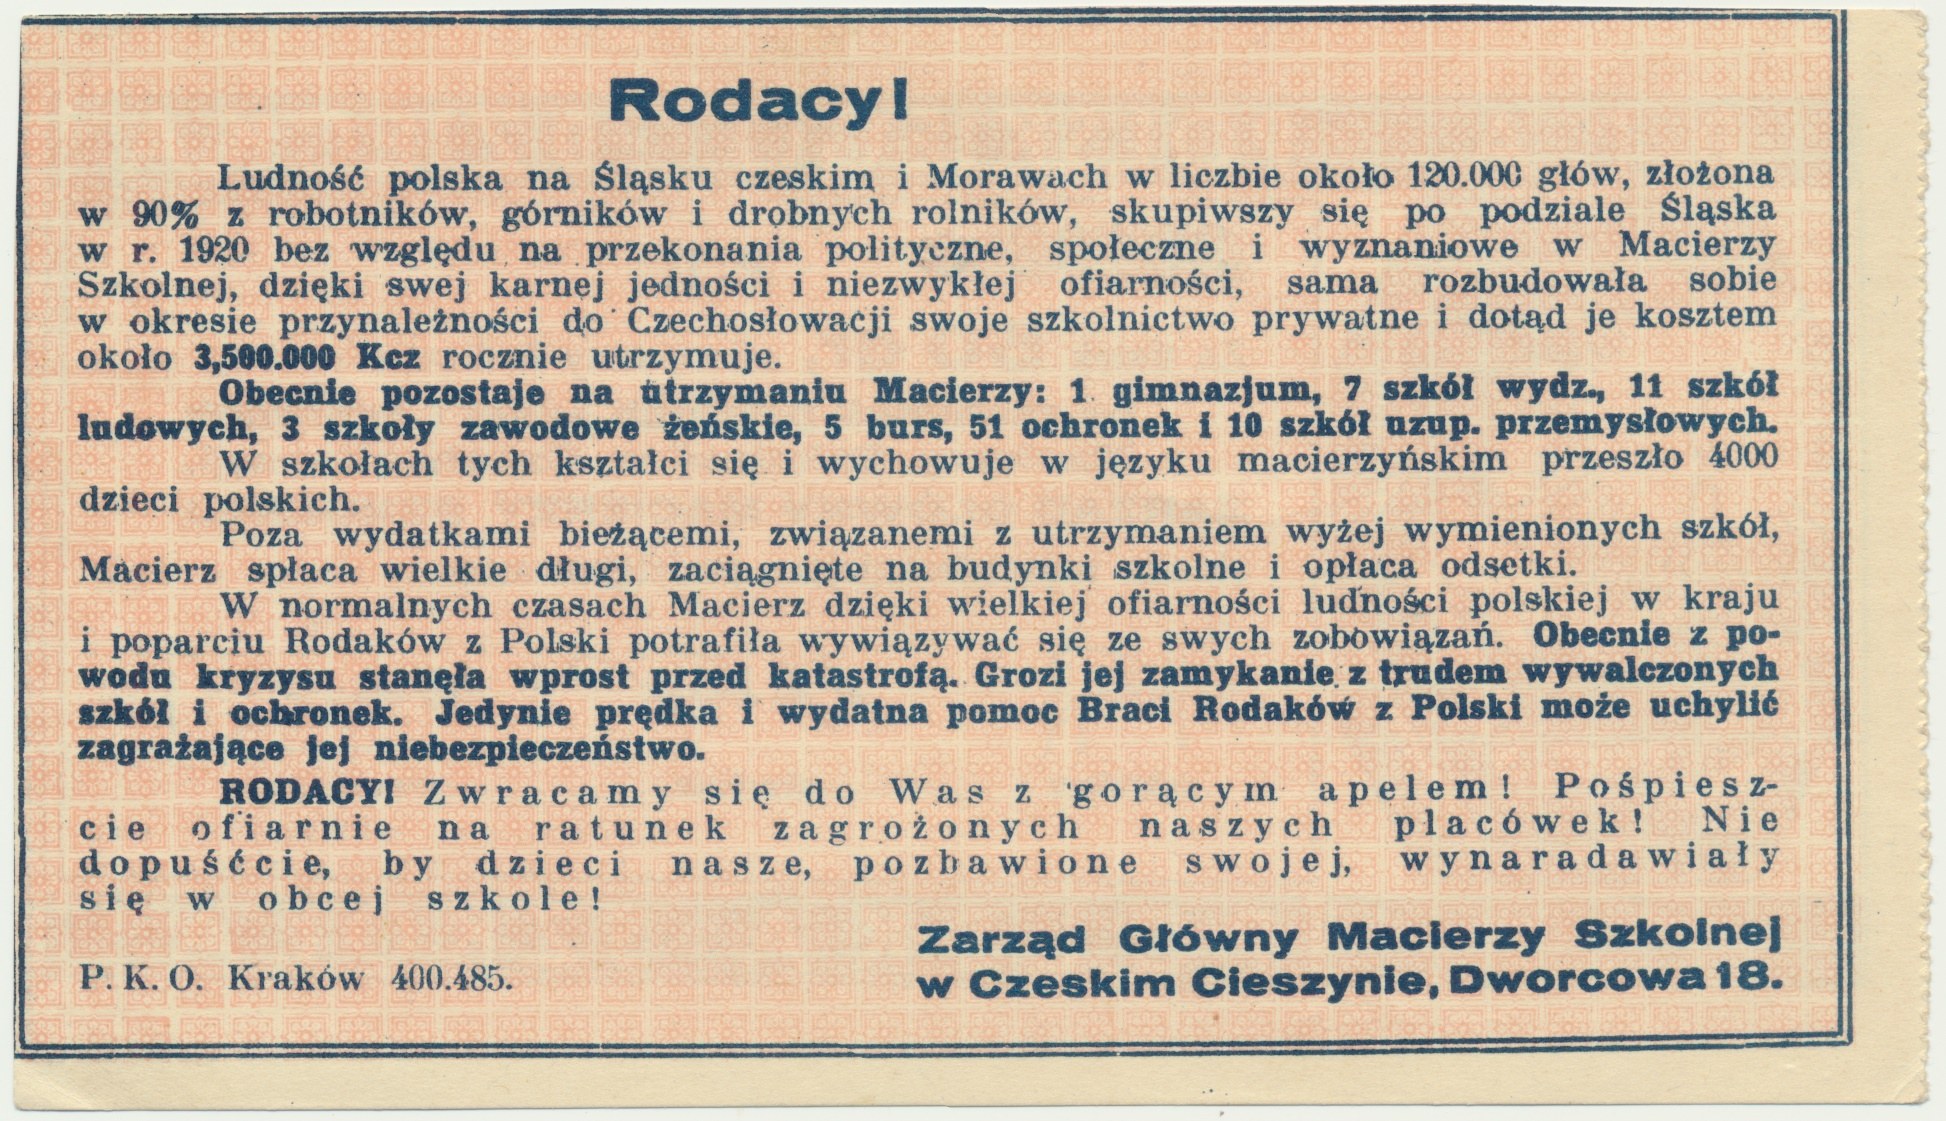 Rodacy!
Ludność polska na Śląsku czeskim i Morawach w liczbie około 120.000 głów, złożona
w 90% z robotników, górników i drobnych rolników, skupiwszy się po podziale Śląska
w r. 1920 bez względu na przekonania polityczne, społeczne i wyznaniowe w Macierzy
Szkolnej, dzięki swej karnej jedności i niezwykłej ofiarności, sama rozbudowała sobie
w okresie przynależności do Czechosłowacji swoje szkolnictwo prywatne i dotąd je kosztem
około 3,500.000 Kcz rocznie utrzymuje.
Obecnie pozostaje na utrzymaniu Macierzy: 1 gimnazjum, 7 szkół wydz., 11 szkół
ludowych, 3 szkoły zawodowe żeńskie, 5 burs, 51 ochronek i 10 szkół uzup. przemysłowych.
W szkołach tych kształci się i wychowuje w języku macierzyńskim przeszło 4000
dzieci polskich.
Poza wydatkami bieżącemi, związanemi z utrzymaniem wyżej wymienionych szkół,
Macierz spłaca wielkie długi, zaciągnięte na budynki szkolne i opłaca odsetki.
W normalnych czasach Macierz dzięki wielkiej ofiarności ludności polskiej w kraju
i poparciu Rodaków z Polski potrafiła wywiązywać się ze swych zobowiązań. Obecnie z po-
wodu kryzysu stanęła wprost przed katastrofą. Grozi jej zamykanie z trudem wywalczonych
szkół i ochronek. Jedynie prędka i wydatna pomoc Braci Rodaków z Polski może uchylić
zagrażające jej niebezpieczeństwo.
RODACY! Zwracamy się do Was z gorącym apelem! Pośpiesz-
cie ofiarnie na ratunek zagrożonych naszych placówek! Nie
dopuśćcie, by dzieci nasze, pozbawione swojej, wynaradawiały
się w obcej szkole!
Zarząd Główny Macierzy Szkolnej
w Czeskim Cieszynie, Dworcowa 18.
P. K. O. Kraków 400.485.